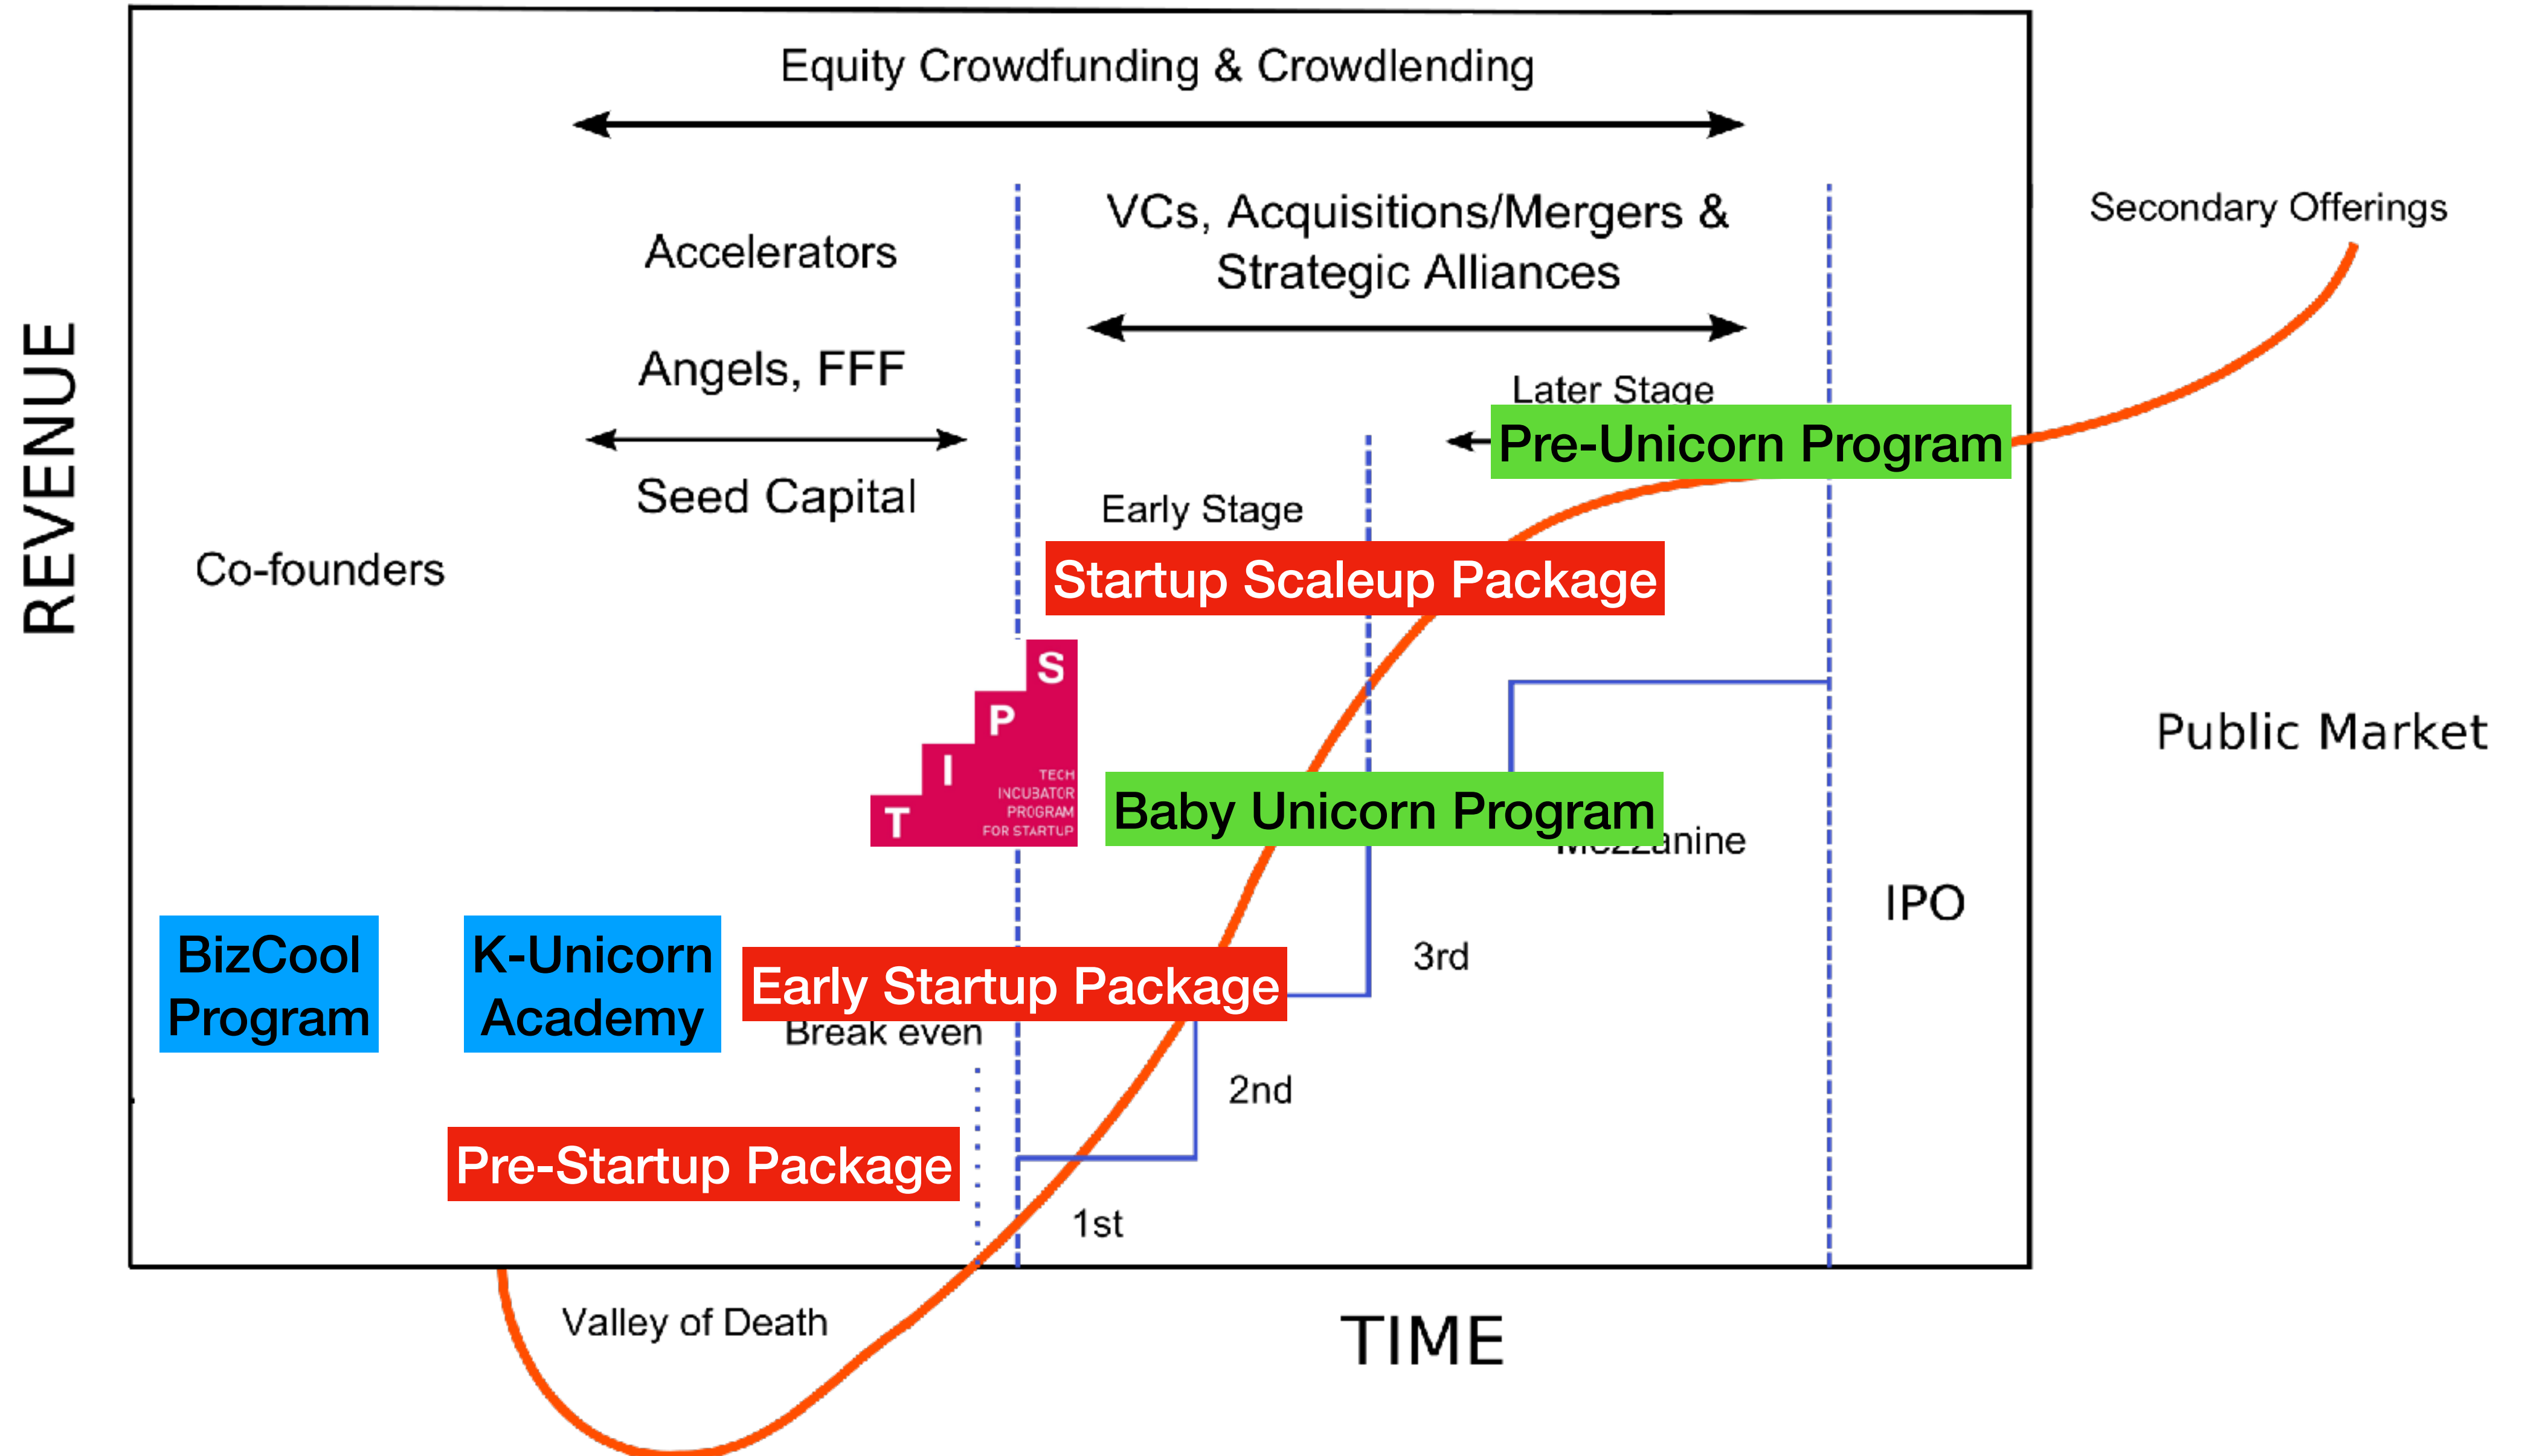 Equity Crowdfunding & Crowdlending
VCs, Acquisitions/Mergers &
Strategic Alliances
Secondary Offerings
Accelerators
Angels, FFF
Seed Capital
Later Stage
Pre-Unicorn Program
REVENUE
Co-founders
Early Stage
Startup Scaleup Package
S
P
I
T
TECH
INCUBATOR
PROGRAM
FOR STARTUP
Public Market
Baby Unicorn Program
Mezzanine
IPO
BizCool
Program
K-Unicorn
Academy
Early Startup Package
Break even
3rd
2nd
Pre-Startup Package
1st
Valley of Death
TIME